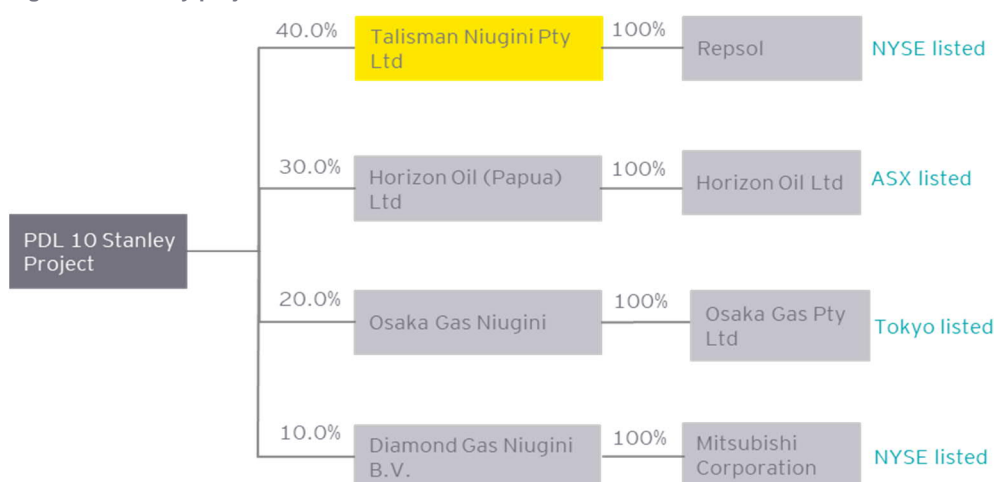 40.0%
Talisman Niugini Pty
Ltd
100%
Repsol
NYSE listed
30.0%
Horizon Oil (Papua)
Ltd
100%
Horizon Oil Ltd
ASX listed
PDL 10 Stanley
Project
20.0%
Osaka Gas Niugini
100%
Osaka Gas Pty
Ltd
Tokyo listed
10.0%
Diamond Gas Niugini
B.V.
100%
Mitsubishi
Corporation
NYSE listed